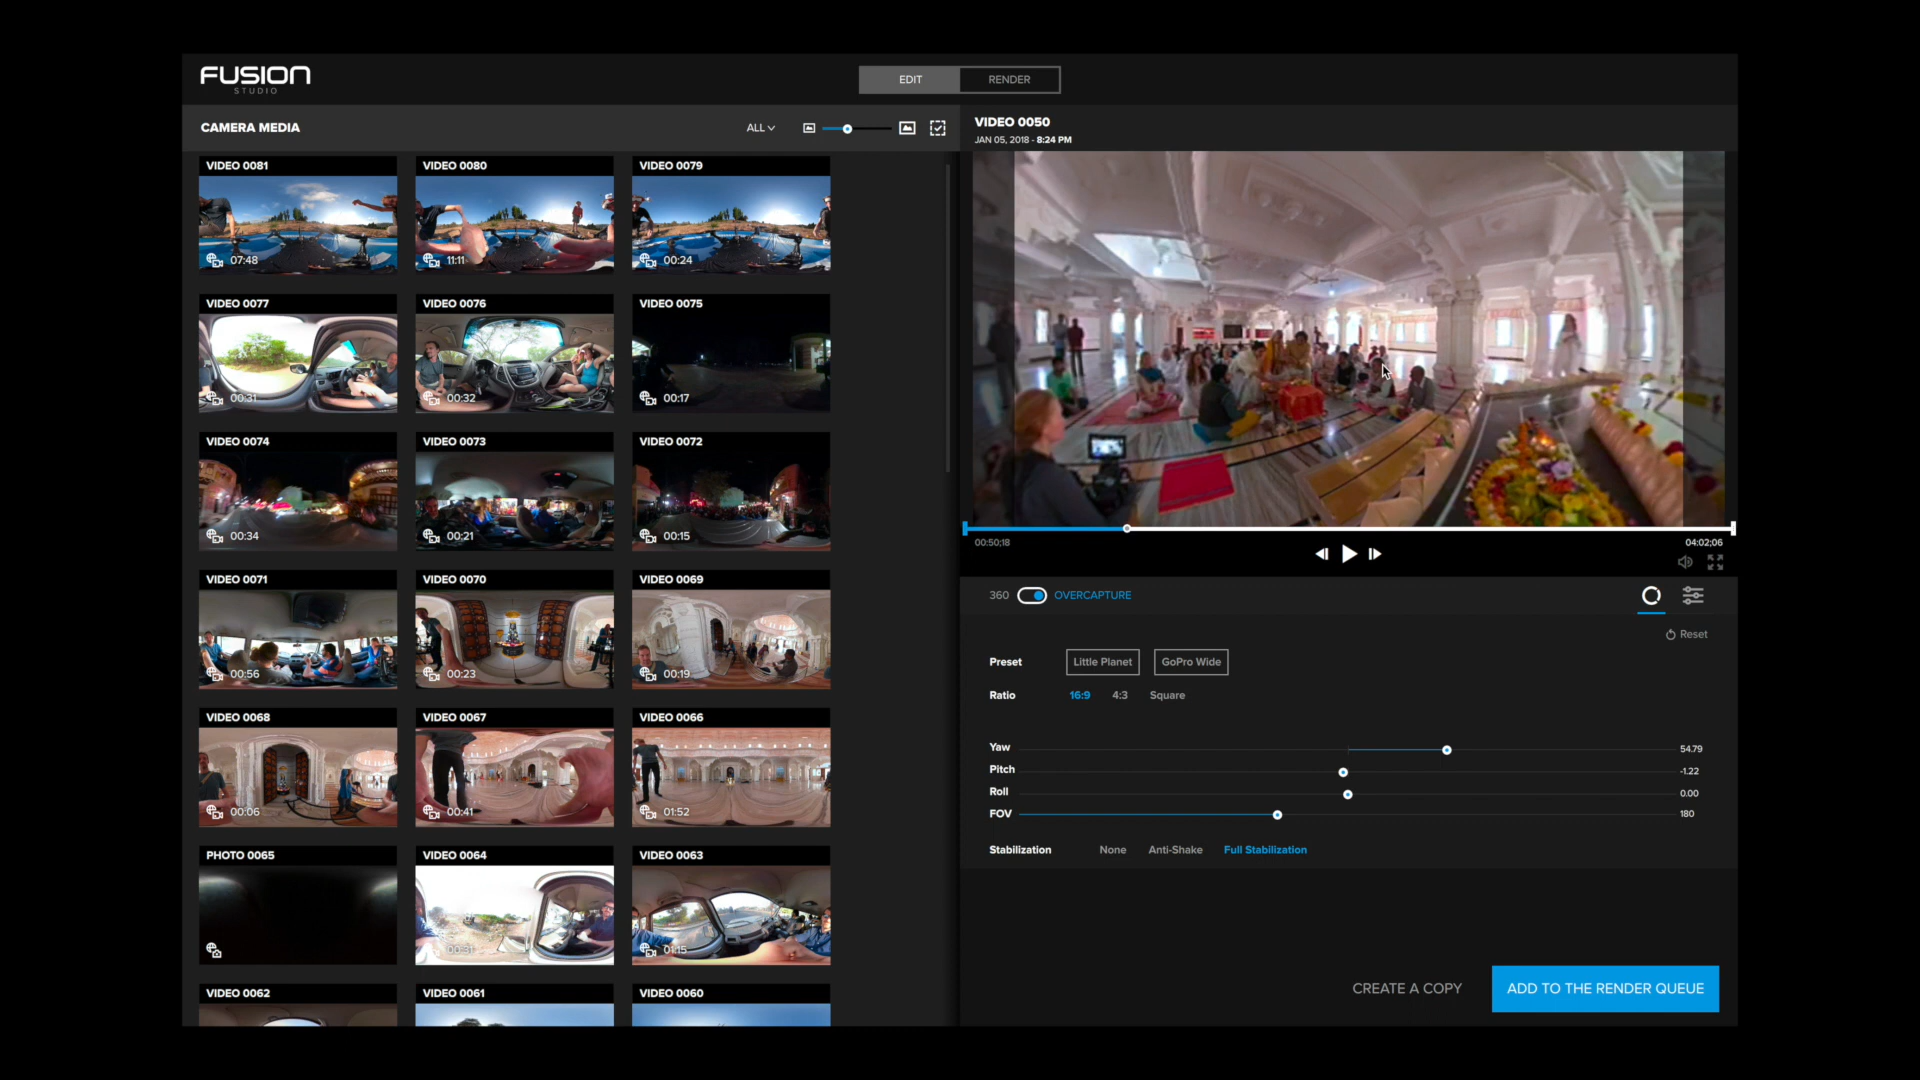 FUSION
STUDIO
EDIT
RENDER
CAMERA MEDIA
ALL
VIDEO 0050
JAN 05, 2018 - 8:24 PM
VIDEO 0081
07:48
VIDEO 0080
11:11
VIDEO 0079
00:24
VIDEO 0077
00:31
VIDEO 0076
00:32
VIDEO 0075
00:17
VIDEO 0074
00:34
VIDEO 0073
00:21
VIDEO 0072
00:15
VIDEO 0071
00:56
VIDEO 0070
00:23
VIDEO 0069
00:19
VIDEO 0068
00:06
VIDEO 0067
00:41
VIDEO 0066
01:52
PHOTO 0065
VIDEO 0064
00:31
VIDEO 0063
01:15
VIDEO 0062
VIDEO 0061
VIDEO 0060
00:50;18
04:02;06
360
OVERCAPTURE
Reset
Preset
Little Planet
GoPro Wide
Ratio
16:9
4:3
Square
Yaw
54.79
Pitch
-1.22
Roll
0.00
FOV
180
Stabilization
None
Anti-Shake
Full Stabilization
CREATE A COPY
ADD TO THE RENDER QUEUE